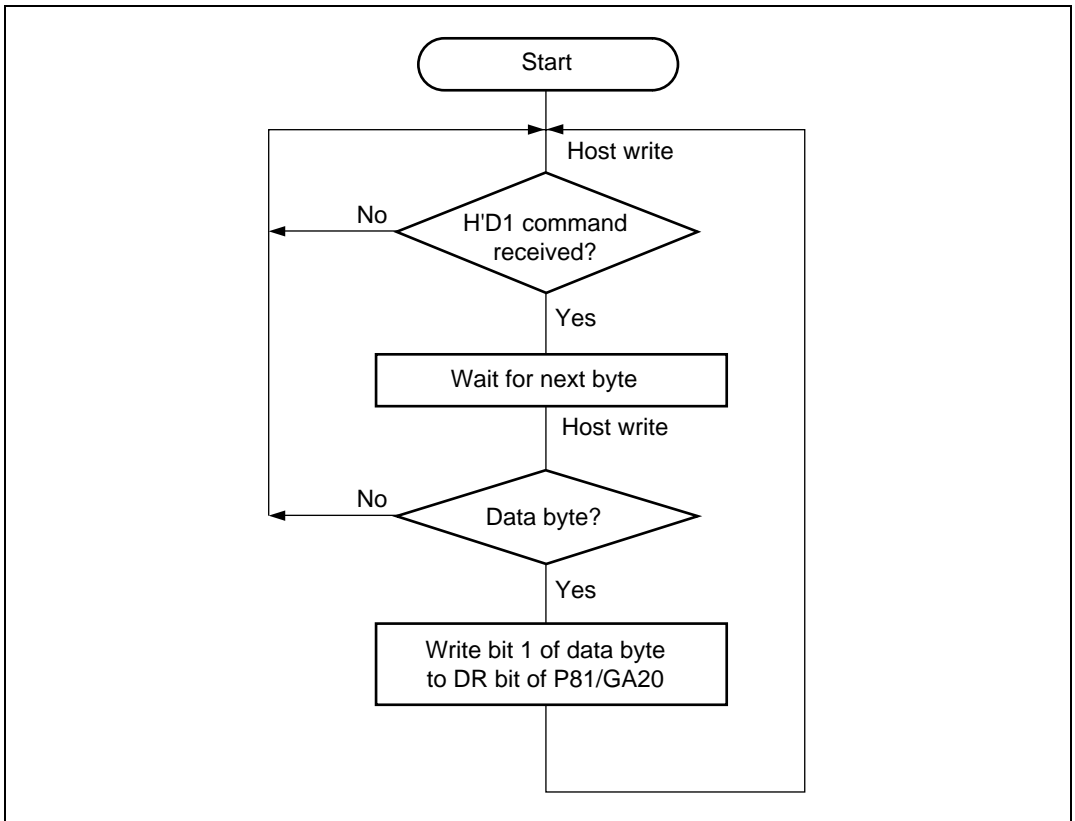 Start
Host write
No
H'D1 command
received?
Yes
Wait for next byte
Host write
No
Data byte?
Yes
Write bit 1 of data byte
to DR bit of P81/GA20